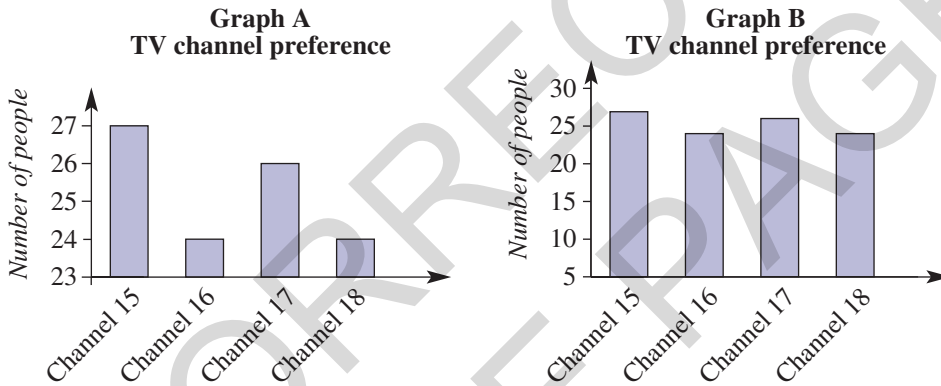 Graph A
TV channel preference
Number of people
27
26
25
24
23
Channel 15
Channel 16
Channel 17
Channel 18
Graph B
TV channel preference
Number of people
30
25
20
15
10
5
Channel 15
Channel 16
Channel 17
Channel 18
ORREC
E PAGE